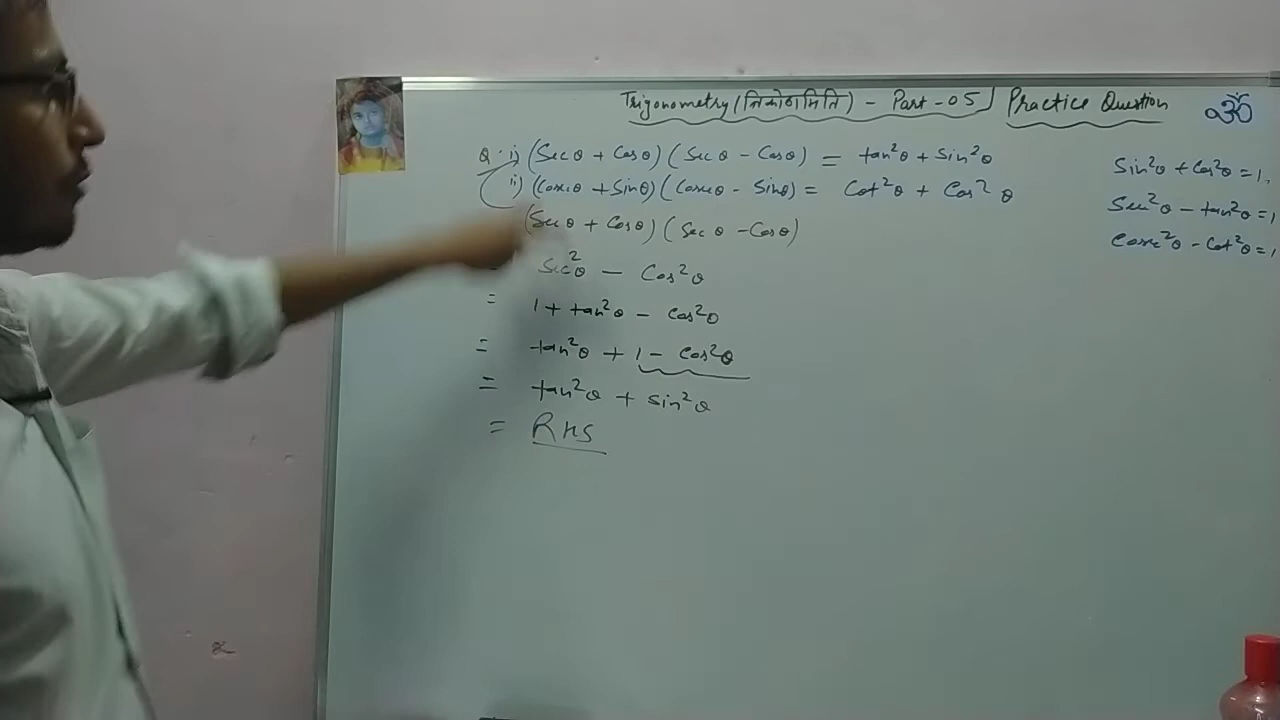 Trigonometry (त्रिकोणमिति) - Part - 05 Practice Question ॐ
Q. i) (Secθ + Cosθ) (Secθ - Cosθ) = tan²θ + Sin²θ
ii) (Cosecθ + Sinθ) (Cosecθ - Sinθ) = Cot²θ + Cos²θ
(Secθ + Cosθ) (Secθ - Cosθ)
= Sec²θ - Cos²θ
= 1 + tan²θ - Cos²θ
= tan²θ + 1 - Cos²θ
= tan²θ + sin²θ
= RHS
Sin²θ + Cos²θ = 1.
Sec²θ - tan²θ = 1
Cosec²θ - Cot²θ = 1